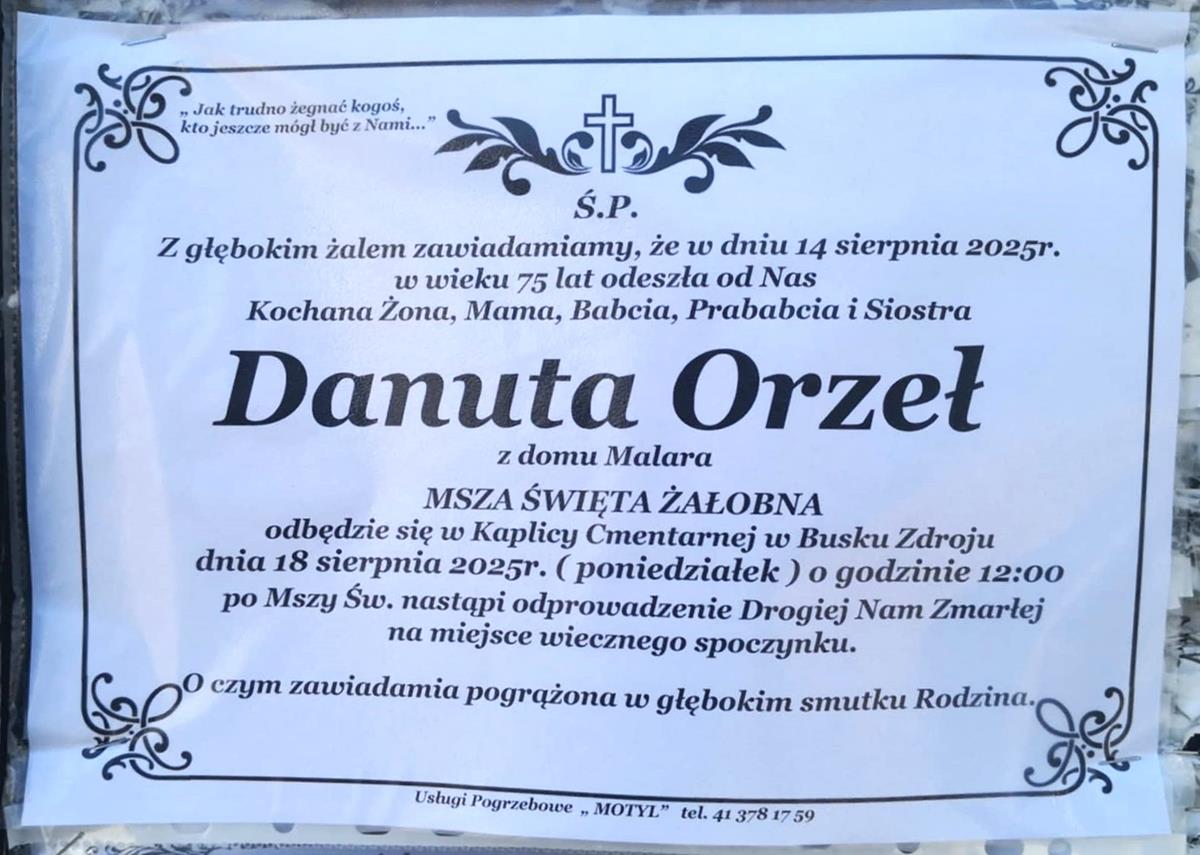 „ Jak trudno żegnać kogoś,
kto jeszcze mógł być z Nami..."
Ś.P.
Z głębokim żalem zawiadamiamy, że w dniu 14 sierpnia 2025r.
w wieku 75 lat odeszła od Nas
Kochana Żona, Mama, Babcia, Prababcia i Siostra
Danuta Orzeł
z domu Malara
MSZA ŚWIĘTA ŻAŁOBNA
odbędzie się w Kaplicy Cmentarnej w Busku Zdroju
dnia 18 sierpnia 2025r. ( poniedziałek ) o godzinie 12:00
po Mszy Św. nastąpi odprowadzenie Drogiej Nam Zmarłej
na miejsce wiecznego spoczynku.
O czym zawiadamia pogrążona w głębokim smutku Rodzina.
Usługi Pogrzebowe „ MOTYL" tel. 41 378 17 59